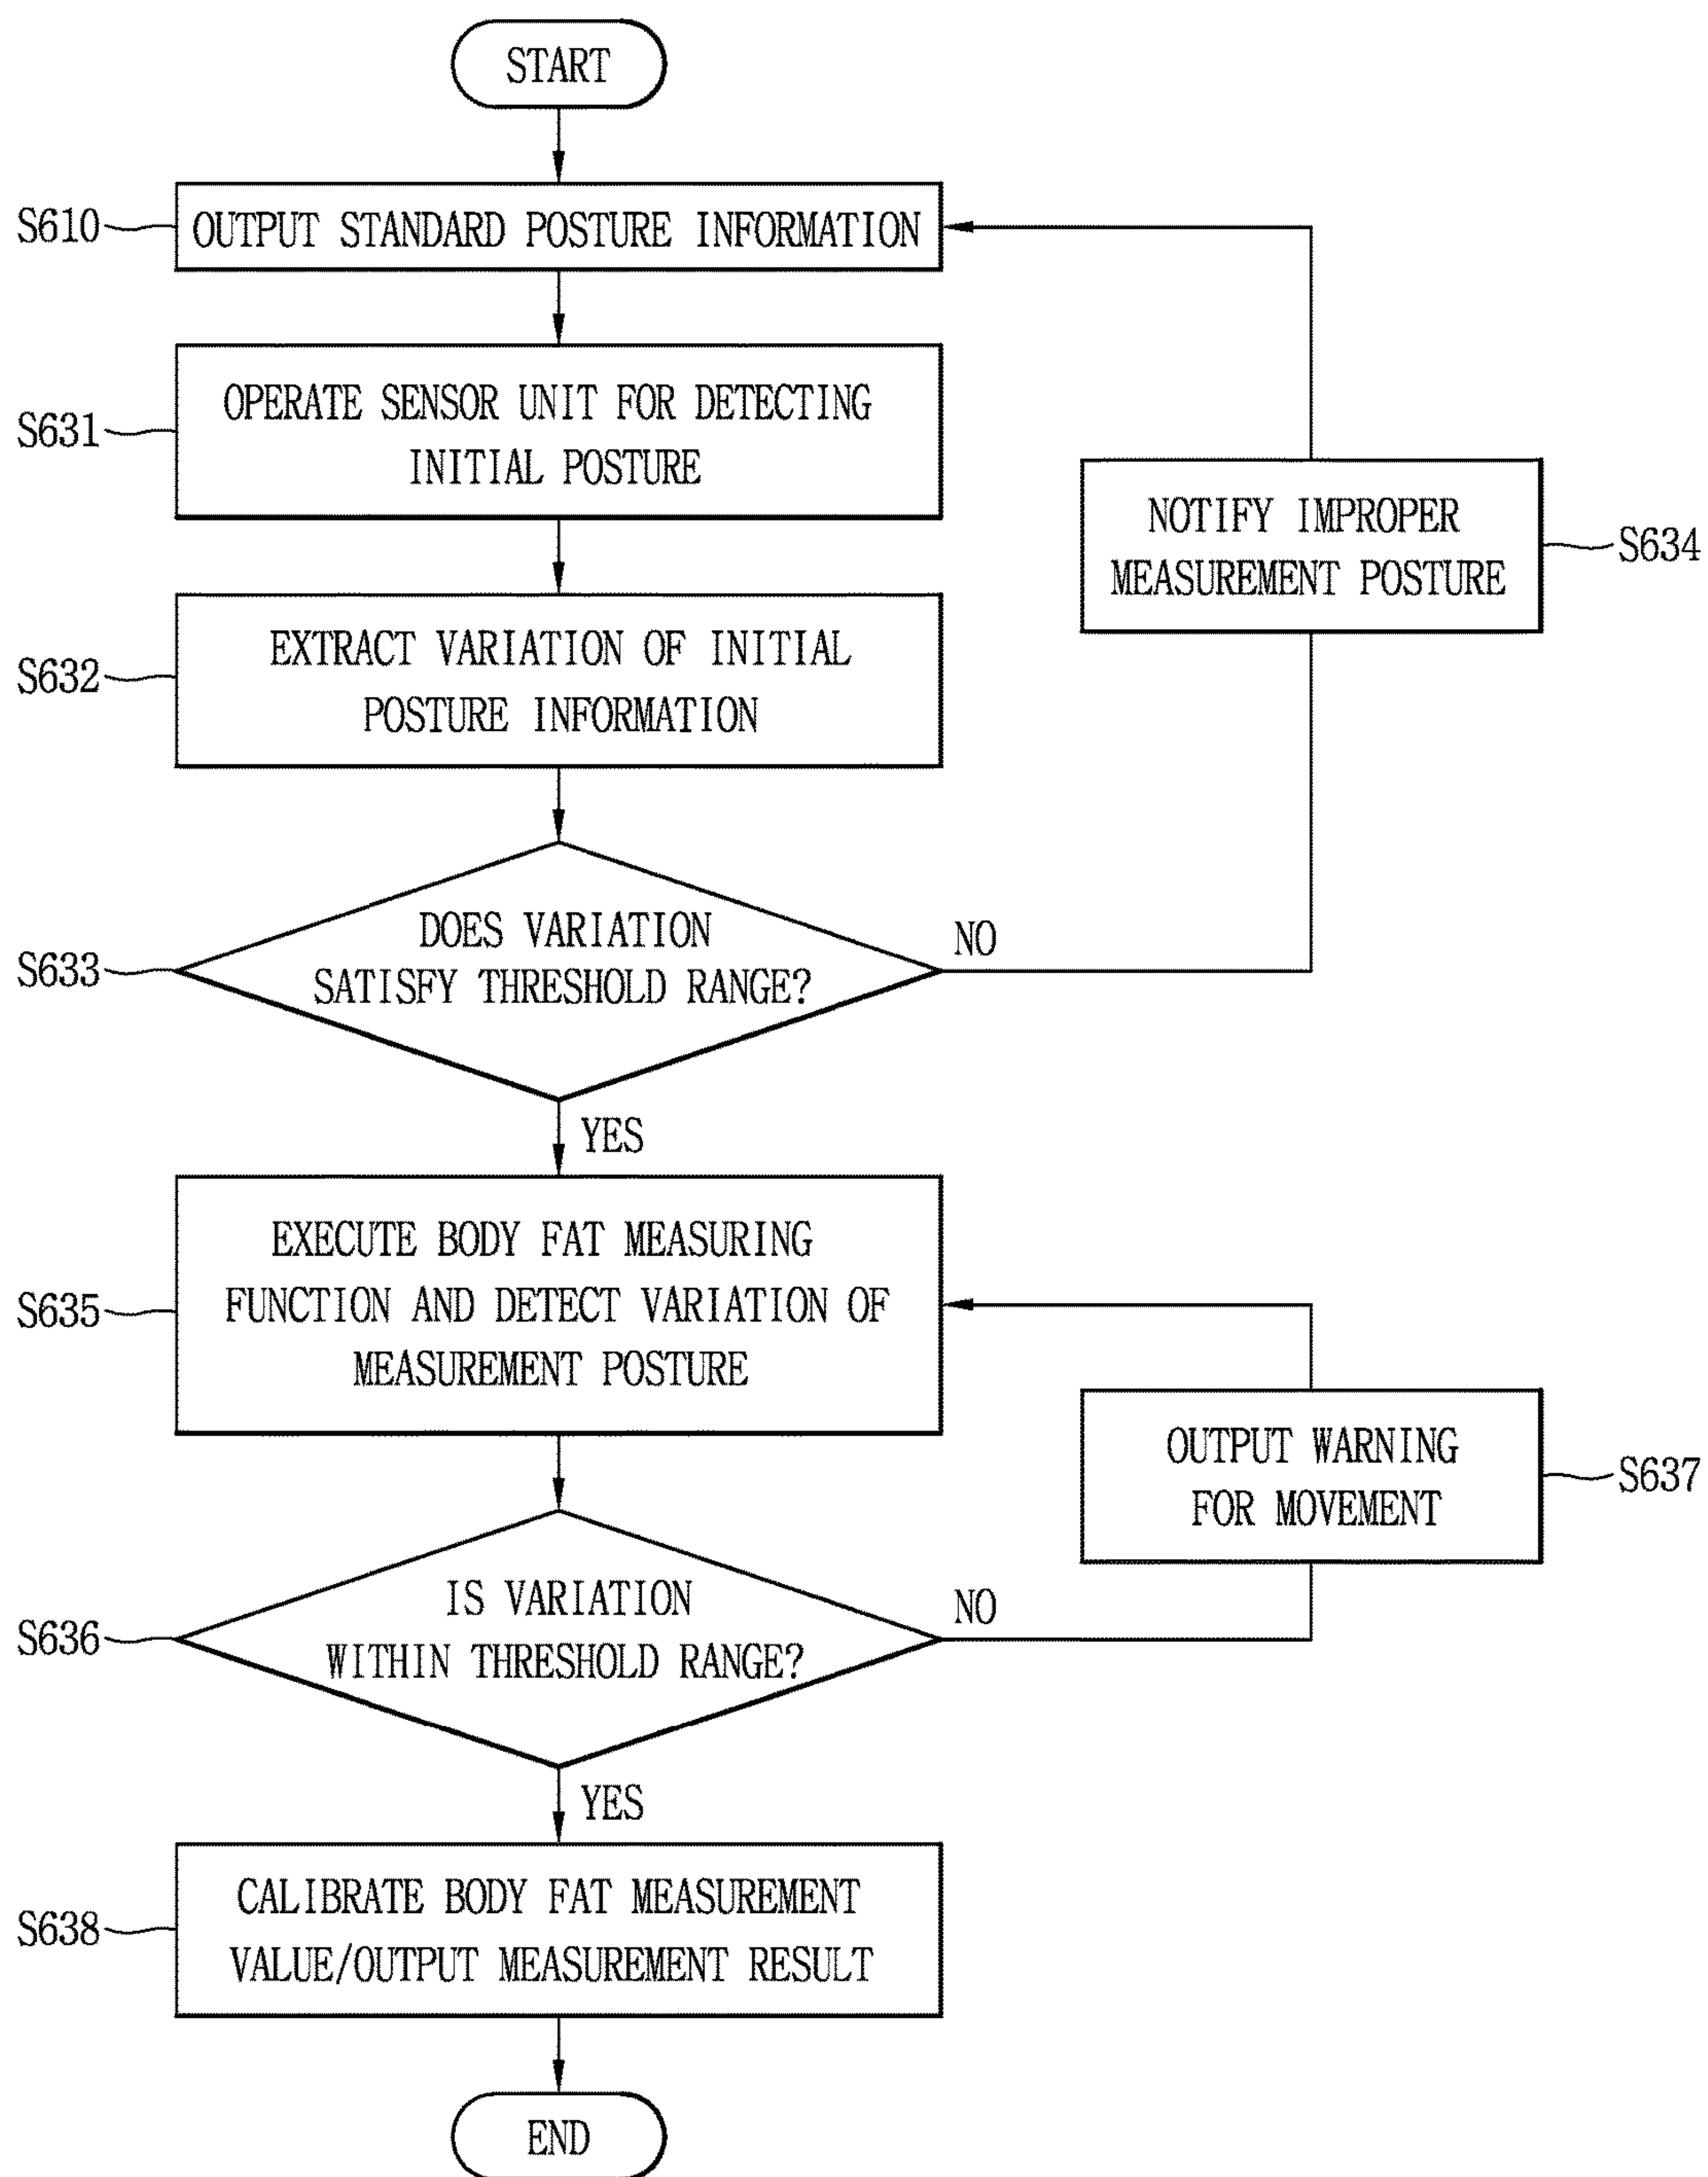 START
S610
OUTPUT STANDARD POSTURE INFORMATION
S631
OPERATE SENSOR UNIT FOR DETECTING
INITIAL POSTURE
NOTIFY IMPROPER
MEASUREMENT POSTURE
S634
S632
EXTRACT VARIATION OF INITIAL
POSTURE INFORMATION
S633
DOES VARIATION
SATISFY THRESHOLD RANGE?
NO
YES
S635
EXECUTE BODY FAT MEASURING
FUNCTION AND DETECT VARIATION OF
MEASUREMENT POSTURE
OUTPUT WARNING
FOR MOVEMENT
S637
S636
IS VARIATION
WITHIN THRESHOLD RANGE?
NO
YES
S638
CALIBRATE BODY FAT MEASUREMENT
VALUE/OUTPUT MEASUREMENT RESULT
END